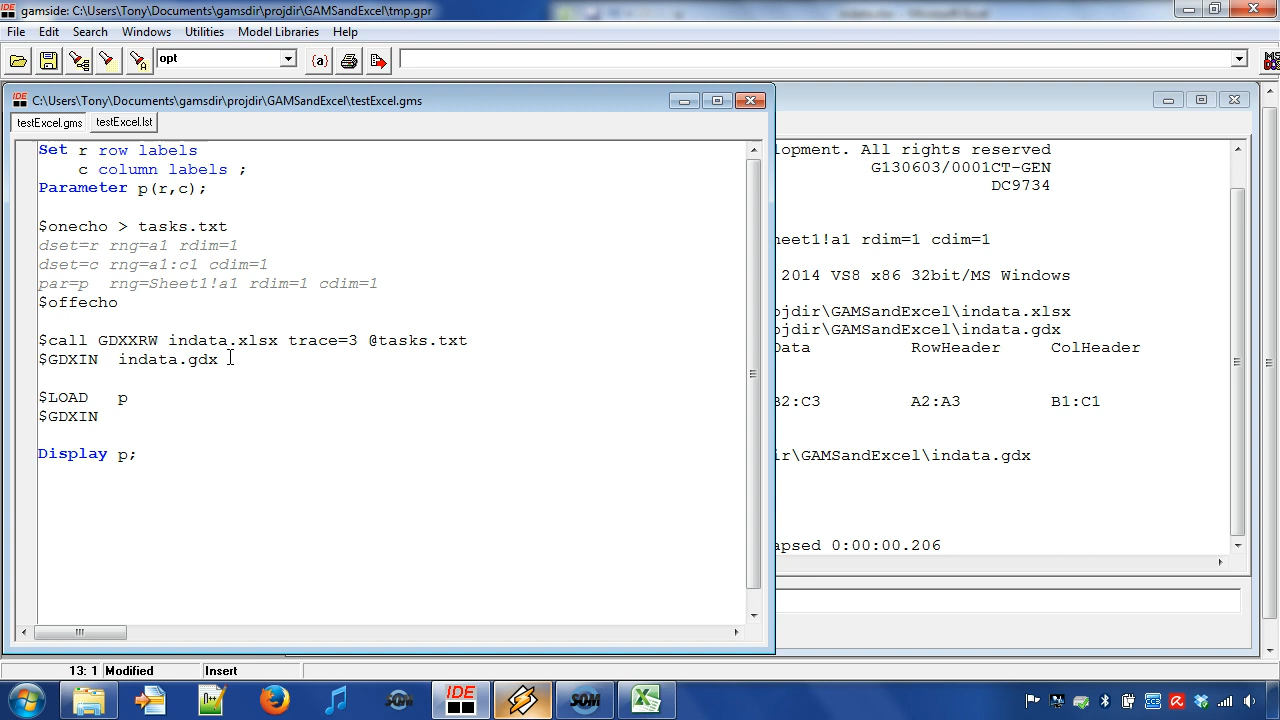 gamside: C:\Users\Tony\Documents\gamsdir\projdir\GAMSandExcel\tmp.gpr
File Edit Search Windows Utilities Model Libraries Help
opt
{a}
IDE C:\Users\Tony\Documents\gamsdir\projdir\GAMSandExcel\testExcel.gms
testExcel.gms testExcel.lst
Set r row labels
c column labels ;
Parameter p(r,c);
$onecho > tasks.txt
dset=r rng=a1 rdim=1
dset=c rng=a1:c1 cdim=1
par=p rng=Sheet1!a1 rdim=1 cdim=1
$offecho
$call GDXXRW indata.xlsx trace=3 @tasks.txt
$GDXIN indata.gdx
$LOAD p
$GDXIN
Display p;
lopment. All rights reserved
G130603/0001CT-GEN
DC9734
heet1!a1 rdim=1 cdim=1
2014 VS8 x86 32bit/MS Windows
ojdir\GAMSandExcel\indata.xlsx
ojdir\GAMSandExcel\indata.gdx
Data RowHeader ColHeader
B2:C3 A2:A3 B1:C1
ir\GAMSandExcel\indata.gdx
apsed 0:00:00.206
13: 1 Modified Insert
IDE
SQM